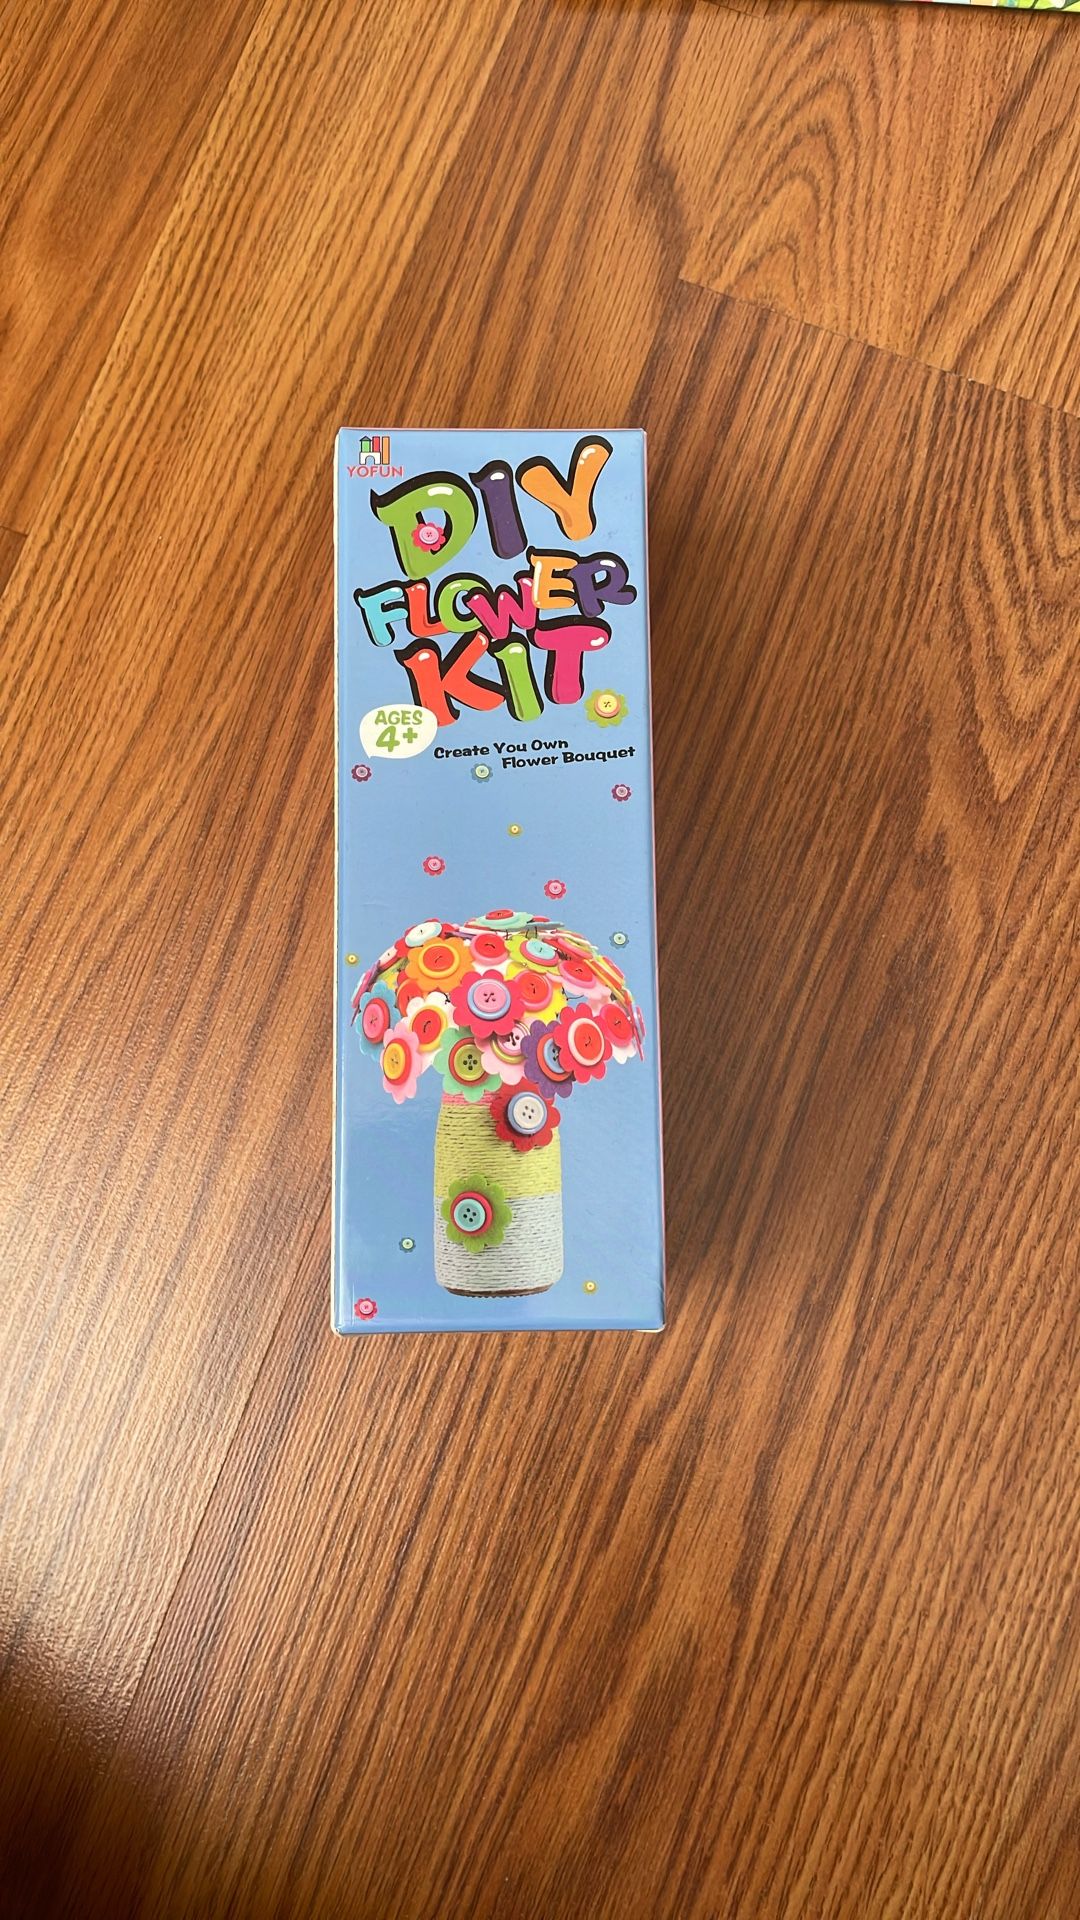 YOFUN
DIY
FLOWER
KIT
AGES
4+
Create You Own
Flower Bouquet